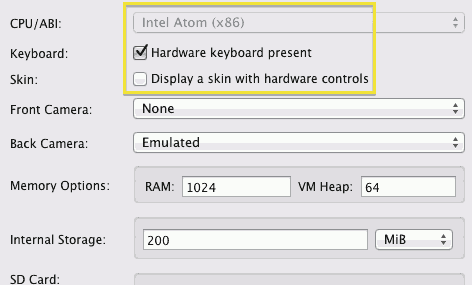 CPU/ABI: Intel Atom (x86)
Keyboard: Hardware keyboard present
Skin: Display a skin with hardware controls
Front Camera: None
Back Camera: Emulated
Memory Options: RAM: 1024 VM Heap: 64
Internal Storage: 200 MiB
SD Card: